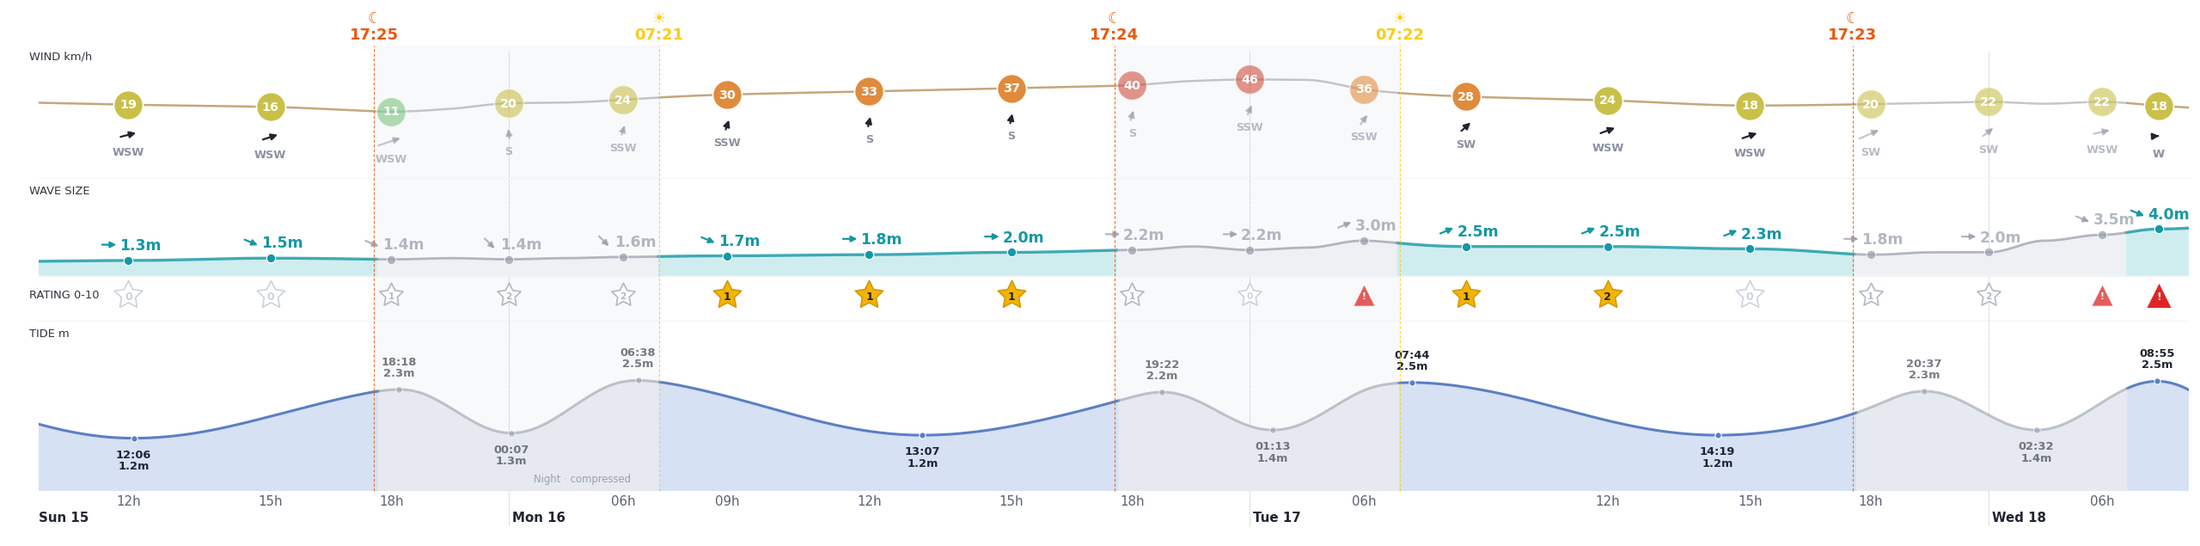 ☾ ☀ ☾ ☀ ☾
17:25 07:21 17:24 07:22 17:23
WIND km/h
19 16 11 20 24 30 33 37 40 46 36 28 24 18 20 22 22 18
WSW WSW WSW S SSW SSW S S S SSW SSW SW WSW WSW SW SW WSW W
WAVE SIZE
1.3m 1.5m 1.4m 1.4m 1.6m 1.7m 1.8m 2.0m 2.2m 2.2m 3.0m 2.5m 2.5m 2.3m 1.8m 2.0m 3.5m 4.0m
RATING 0-10
0 0 1 2 2 1 1 1 1 0 ! 1 2 0 1 2 ! !
TIDE m
18:18 06:38 19:22 07:44 20:37 08:55
2.3m 2.5m 2.2m 2.5m 2.3m 2.5m
12:06 00:07 13:07 01:13 14:19 02:32
1.2m 1.3m 1.2m 1.4m 1.2m 1.4m
Night · compressed
12h 15h 18h 06h 09h 12h 15h 18h 06h 12h 15h 18h 06h
Sun 15 Mon 16 Tue 17 Wed 18